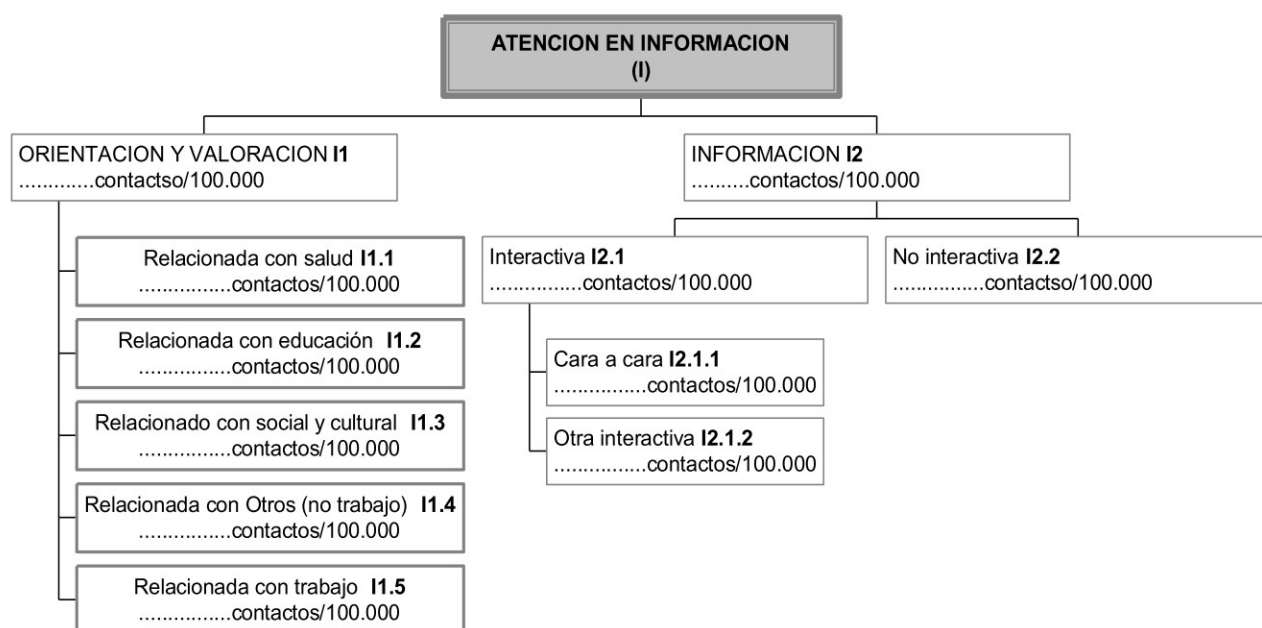 ATENCION EN INFORMACION
(I)
ORIENTACION Y VALORACION I1
.............contactso/100.000
INFORMACION I2
..........contactos/100.000
Relacionada con salud I1.1
................contactos/100.000
Relacionada con educación I1.2
................contactos/100.000
Relacionado con social y cultural I1.3
................contactos/100.000
Relacionada con Otros (no trabajo) I1.4
................contactos/100.000
Relacionada con trabajo I1.5
................contactos/100.000
Interactiva I2.1
................contactos/100.000
No interactiva I2.2
................contactso/100.000
Cara a cara I2.1.1
................contactos/100.000
Otra interactiva I2.1.2
................contactos/100.000